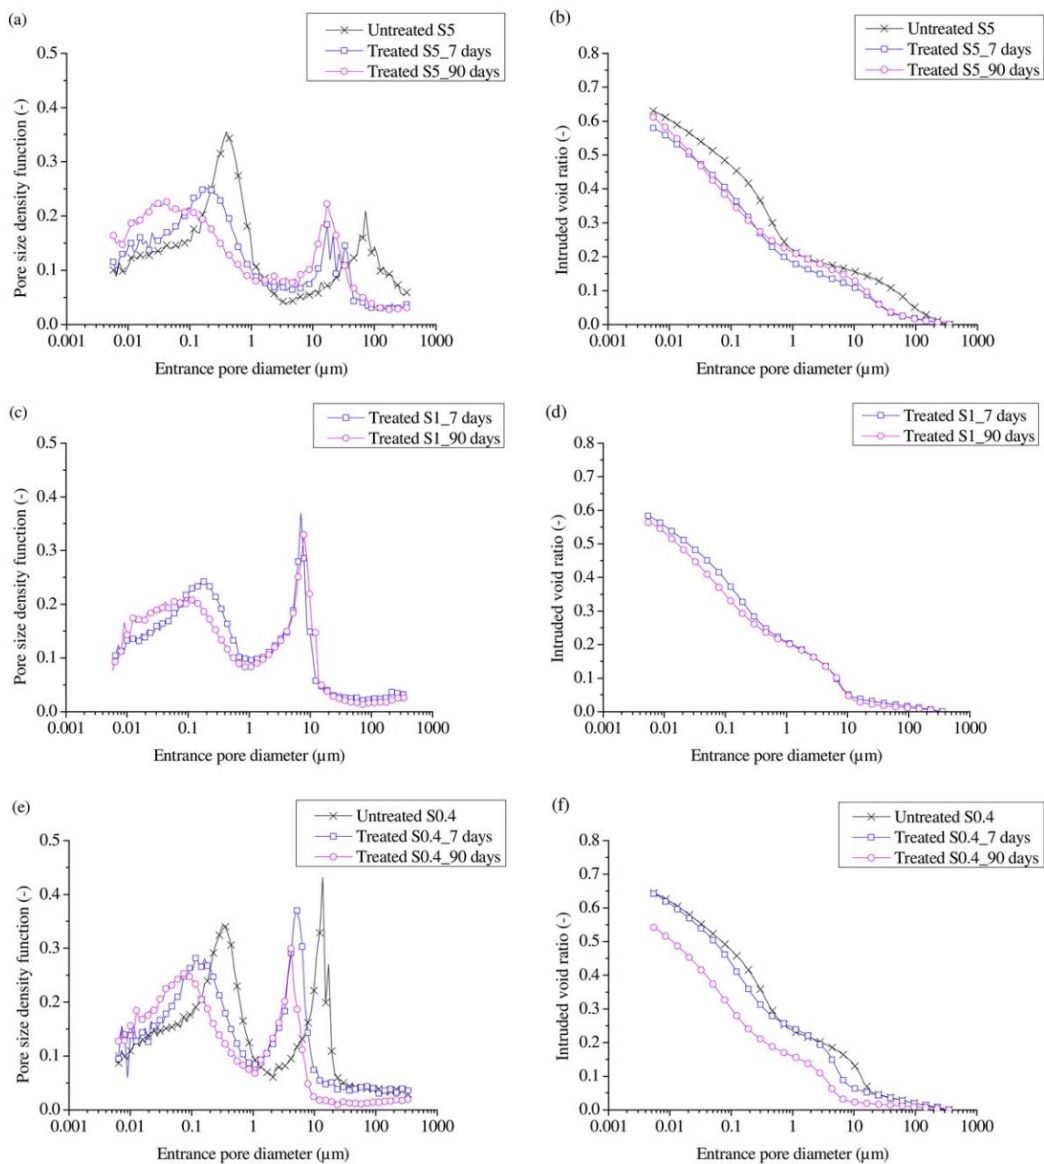 (a)
Untreated S5
Treated S5_7 days
Treated S5_90 days
Pore size density function (-)
0.5
0.4
0.3
0.2
0.1
0.0
0.001 0.01 0.1 1 10 100 1000
Entrance pore diameter (µm)
(b)
Untreated S5
Treated S5_7 days
Treated S5_90 days
Intruded void ratio (-)
0.8
0.7
0.6
0.5
0.4
0.3
0.2
0.1
0.0
0.001 0.01 0.1 1 10 100 1000
Entrance pore diameter (µm)
(c)
Treated S1_7 days
Treated S1_90 days
Pore size density function (-)
0.5
0.4
0.3
0.2
0.1
0.0
0.001 0.01 0.1 1 10 100 1000
Entrance pore diameter (µm)
(d)
Treated S1_7 days
Treated S1_90 days
Intruded void ratio (-)
0.8
0.7
0.6
0.5
0.4
0.3
0.2
0.1
0.0
0.001 0.01 0.1 1 10 100 1000
Entrance pore diameter (µm)
(e)
Untreated S0.4
Treated S0.4_7 days
Treated S0.4_90 days
Pore size density function (-)
0.5
0.4
0.3
0.2
0.1
0.0
0.001 0.01 0.1 1 10 100 1000
Entrance pore diameter (µm)
(f)
Untreated S0.4
Treated S0.4_7 days
Treated S0.4_90 days
Intruded void ratio (-)
0.8
0.7
0.6
0.5
0.4
0.3
0.2
0.1
0.0
0.001 0.01 0.1 1 10 100 1000
Entrance pore diameter (µm)